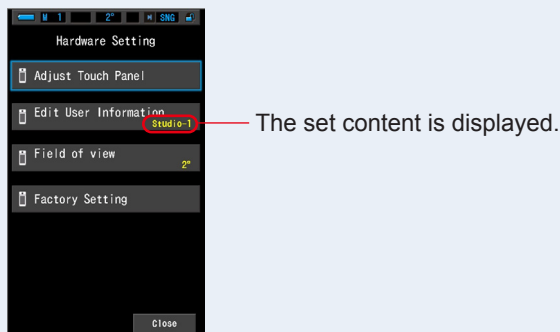 M 1 2° M SNG
Hardware Setting
Adjust Touch Panel
Edit User Information
Studio-1
The set content is displayed.
Field of view
2°
Factory Setting
Close